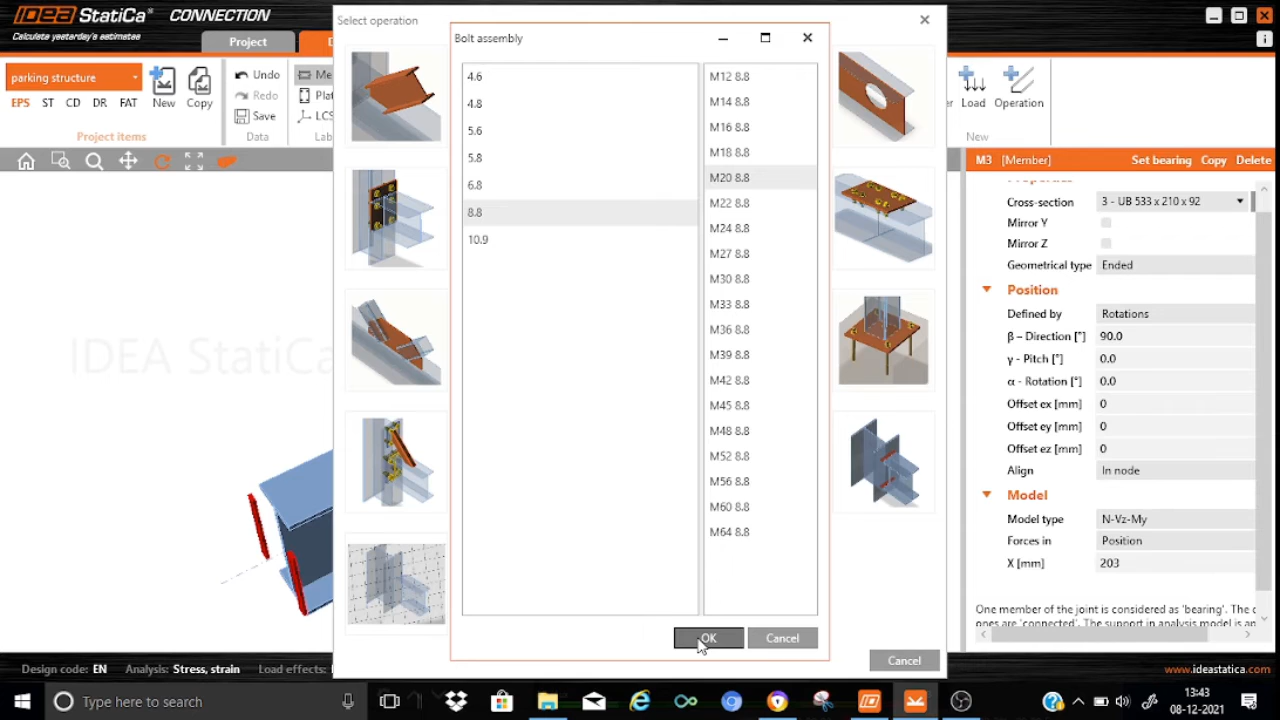 IDEA StatiCa® CONNECTION
Calculate yesterday's estimates
Project
parking structure
EPS ST CD DR FAT
New
Copy
Project items
Undo
Redo
Save
Data
Select operation
Bolt assembly
4.6
4.8
5.6
5.8
6.8
8.8
10.9
M12 8.8
M14 8.8
M16 8.8
M18 8.8
M20 8.8
M22 8.8
M24 8.8
M27 8.8
M30 8.8
M33 8.8
M36 8.8
M39 8.8
M42 8.8
M45 8.8
M48 8.8
M52 8.8
M56 8.8
M60 8.8
M64 8.8
OK
Cancel
Cancel
Load
Operation
New
M3 [Member] Set bearing Copy Delete
Properties
Cross-section 3 - UB 533 x 210 x 92
Mirror Y
Mirror Z
Geometrical type Ended
Position
Defined by Rotations
β – Direction [°] 90.0
γ - Pitch [°] 0.0
α - Rotation [°] 0.0
Offset ex [mm] 0
Offset ey [mm] 0
Offset ez [mm] 0
Align In node
Model
Model type N-Vz-My
Forces in Position
X [mm] 203
One member of the joint is considered as 'bearing'. The
ones are 'connected'. The support in analysis model is
IDEA StatiCa
Design code: EN Analysis: Stress, strain Load effects:
www.ideastatica.com
Type here to search
13:43
08-12-2021